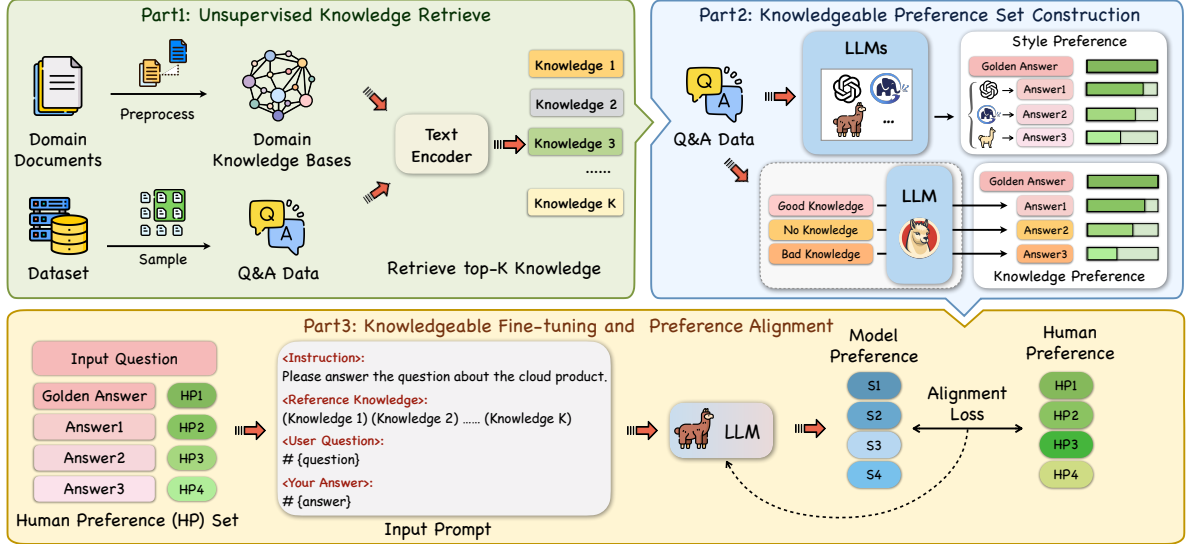 Part1: Unsupervised Knowledge Retrieve
Preprocess
Domain
Documents
Domain
Knowledge Bases
Dataset
Sample
Q
A
Q&A Data
Text
Encoder
Knowledge 1
Knowledge 2
Knowledge 3
......
Knowledge K
Retrieve top-K Knowledge
Part2: Knowledgeable Preference Set Construction
Q
A
Q&A Data
LLMs
...
Style Preference
Golden Answer
Answer1
Answer2
Answer3
Good Knowledge
No Knowledge
Bad Knowledge
LLM
Golden Answer
Answer1
Answer2
Answer3
Knowledge Preference
Part3: Knowledgeable Fine-tuning and Preference Alignment
Input Question
Golden Answer HP1
Answer1 HP2
Answer2 HP3
Answer3 HP4
Human Preference (HP) Set
<Instruction>:
Please answer the question about the cloud product.
<Reference Knowledge>:
(Knowledge 1) (Knowledge 2) ...... (Knowledge K)
<User Question>:
# {question}
<Your Answer>:
# {answer}
Input Prompt
LLM
Model
Preference
S1
S2
S3
S4
Alignment
Loss
Human
Preference
HP1
HP2
HP3
HP4